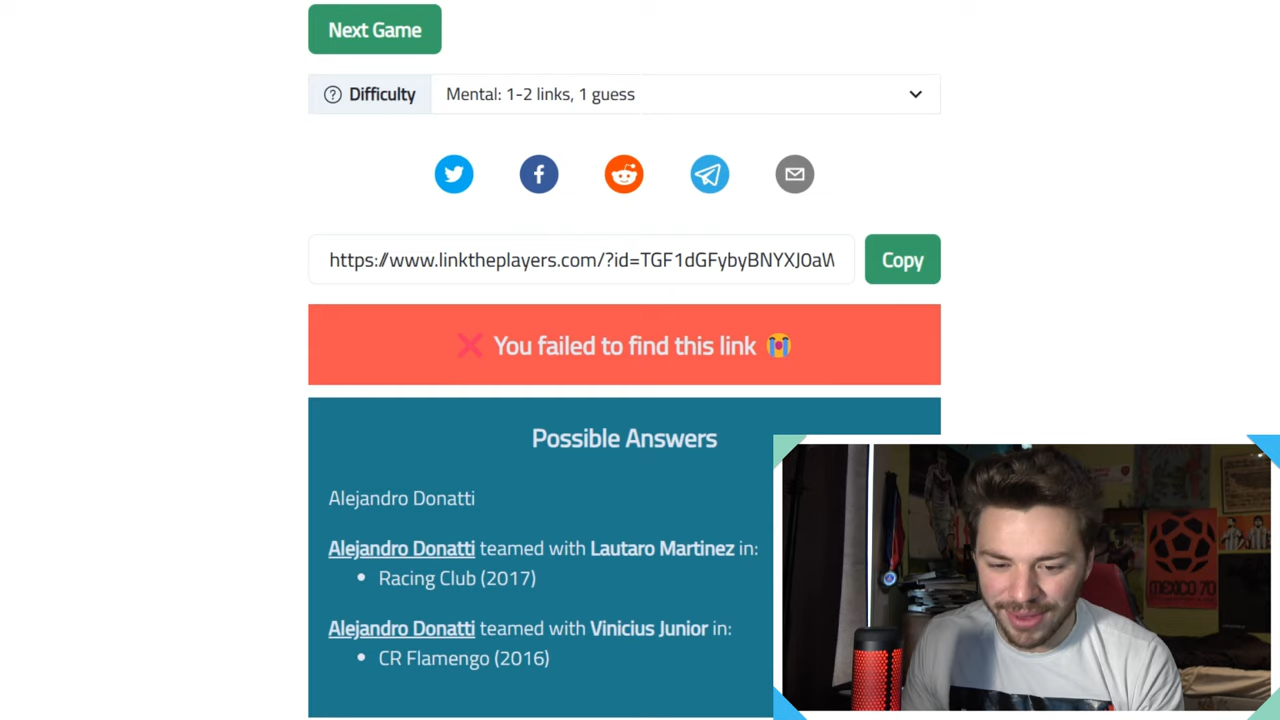 Next Game
Difficulty
Mental: 1-2 links, 1 guess
https://www.linktheplayers.com/?id=TGF1dGFybyBNYXJ0aW
Copy
❌ You failed to find this link 😭
Possible Answers
Alejandro Donatti
Alejandro Donatti teamed with Lautaro Martinez in:
• Racing Club (2017)
Alejandro Donatti teamed with Vinicius Junior in:
• CR Flamengo (2016)
MEXICO 70